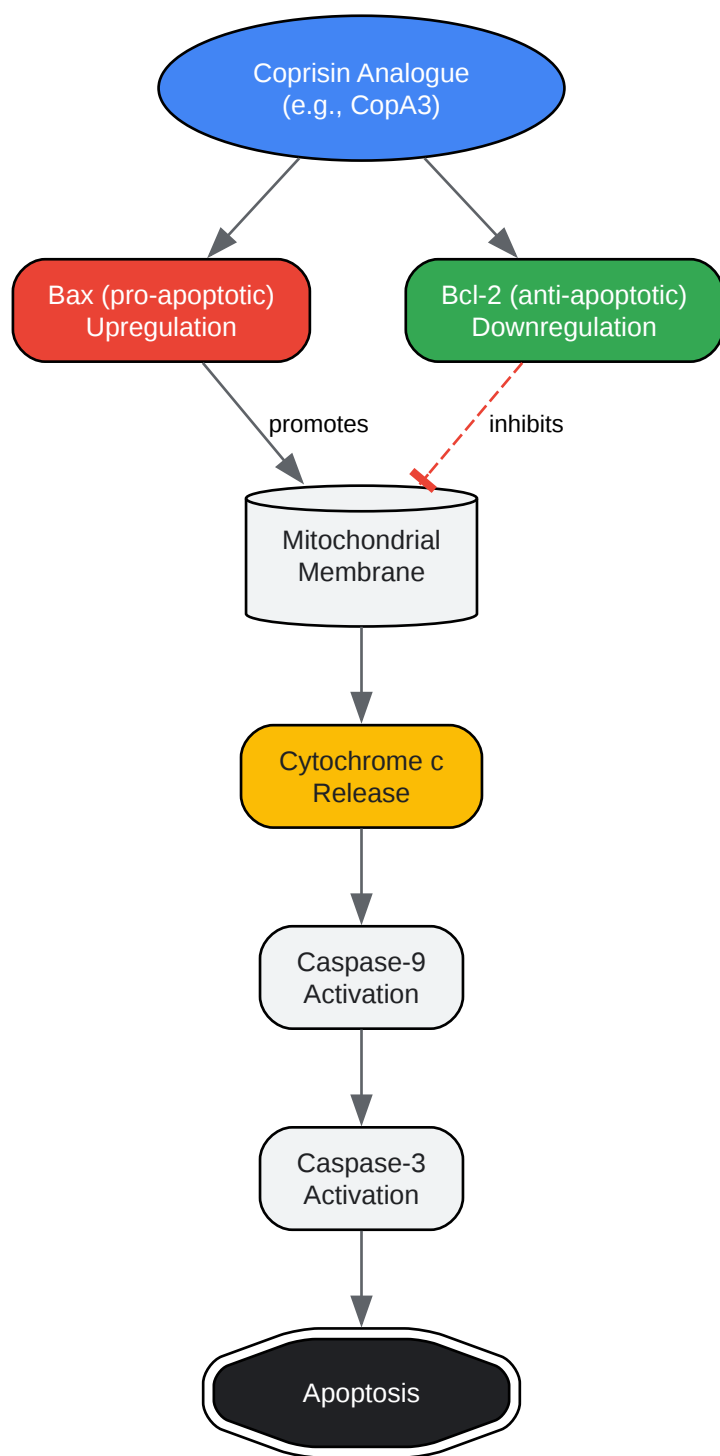 Coprisin Analogue
(e.g., CopA3)
Bax (pro-apoptotic)
Upregulation
Bcl-2 (anti-apoptotic)
Downregulation
promotes
inhibits
Mitochondrial
Membrane
Cytochrome c
Release
Caspase-9
Activation
Caspase-3
Activation
Apoptosis